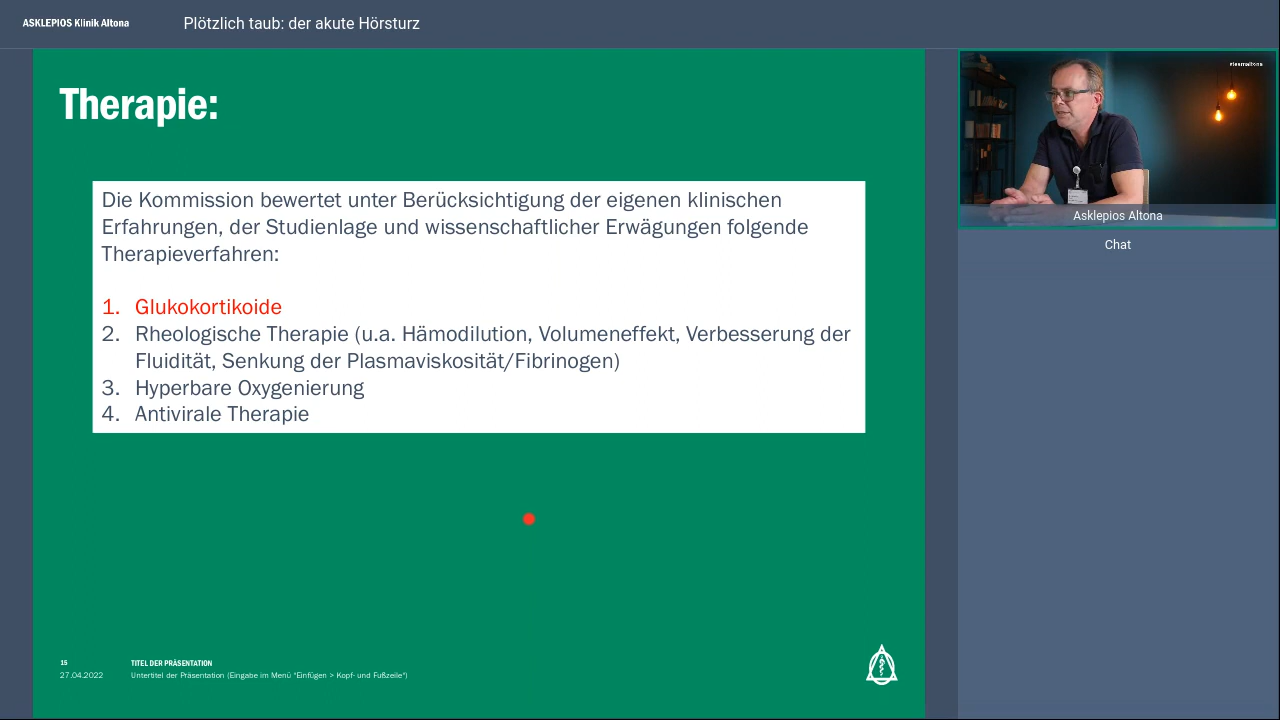 ASKLEPIOS Klinik Altona
Plötzlich taub: der akute Hörsturz
Therapie:
Die Kommission bewertet unter Berücksichtigung der eigenen klinischen
Erfahrungen, der Studienlage und wissenschaftlicher Erwägungen folgende
Therapieverfahren:
1. Glukokortikoide
2. Rheologische Therapie (u.a. Hämodilution, Volumeneffekt, Verbesserung der
Fluidität, Senkung der Plasmaviskosität/Fibrinogen)
3. Hyperbare Oxygenierung
4. Antivirale Therapie
15
TITEL DER PRÄSENTATION
27.04.2022
Untertitel der Präsentation (Eingabe im Menü "Einfügen > Kopf- und Fußzeile")
#teamaltona
Asklepios Altona
Chat